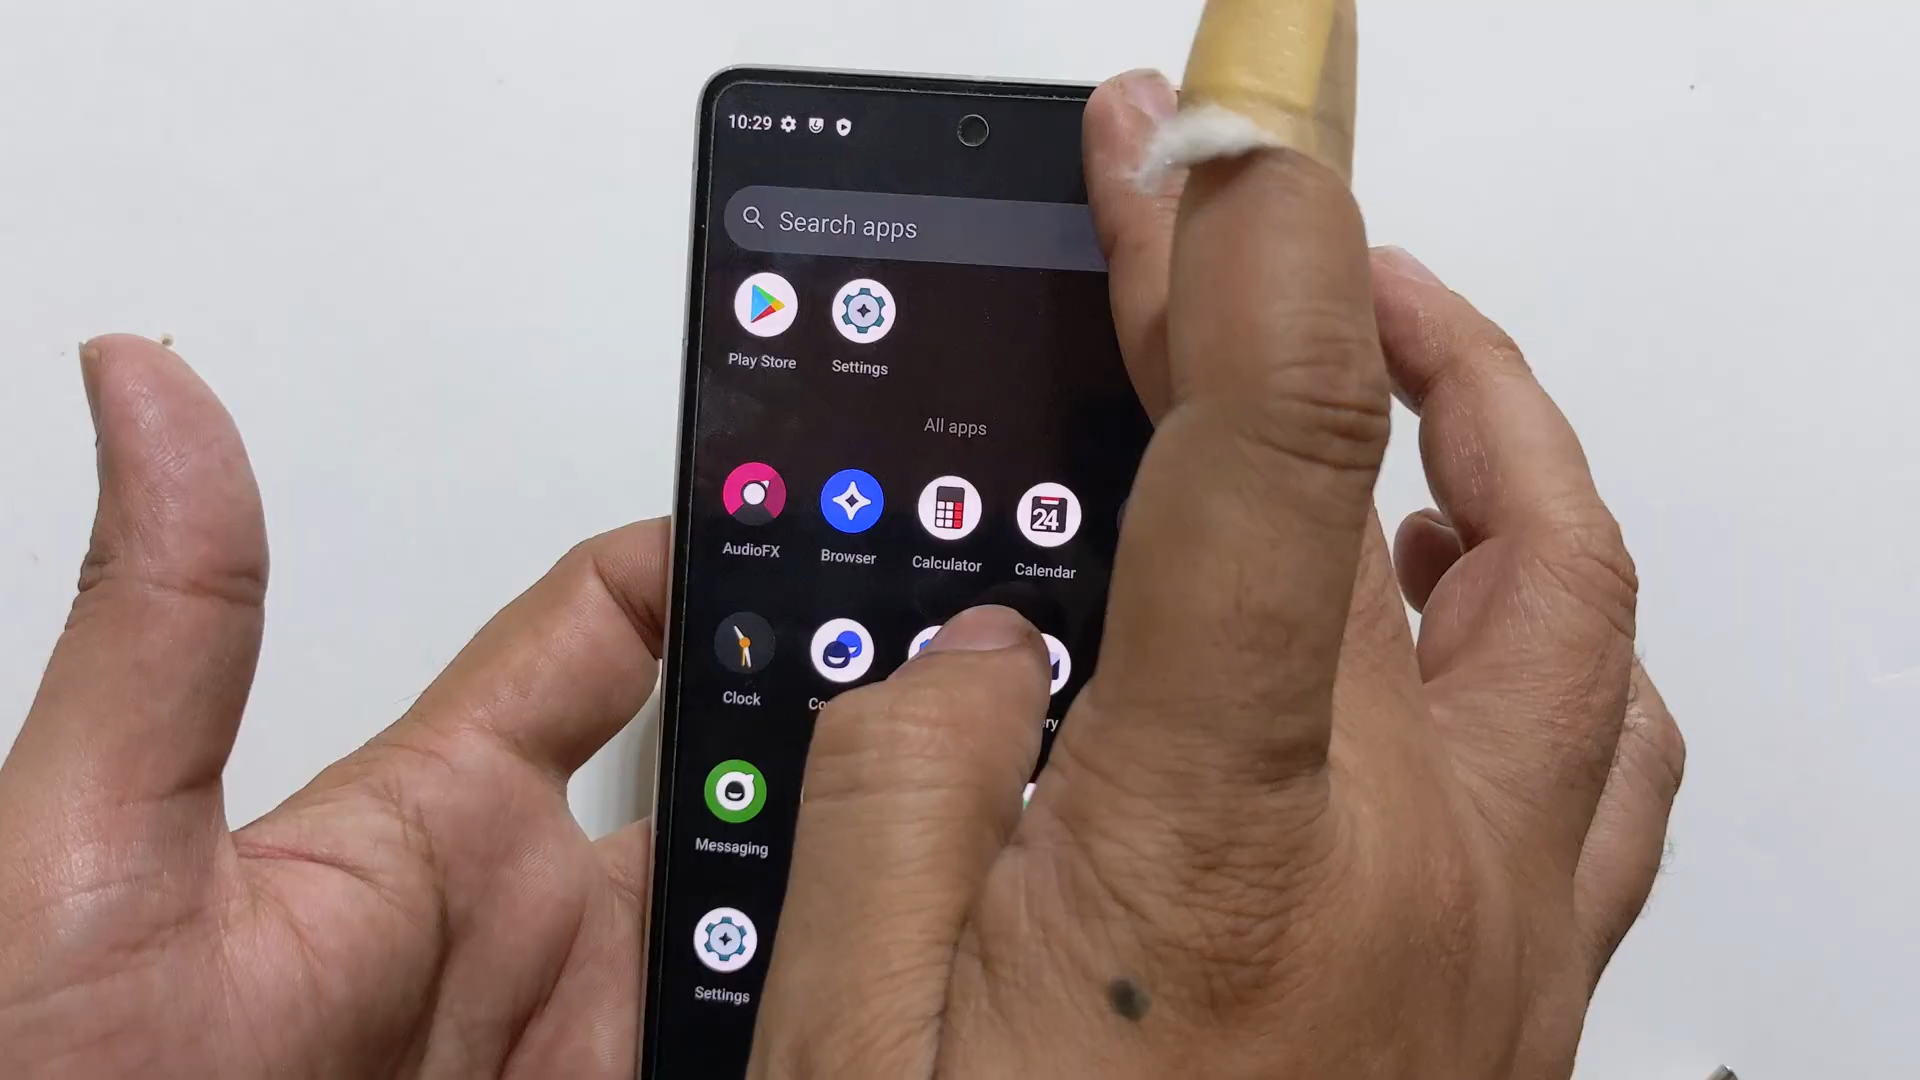 10:29
Search apps
Play Store
Settings
All apps
AudioFX
Browser
Calculator
24
Calendar
Clock
Messaging
Settings